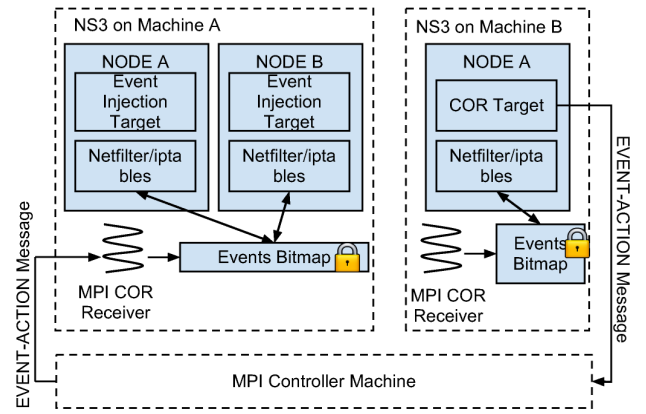 NS3 on Machine A
NODE A
Event
Injection
Target
Netfilter/ipta
bles
NODE B
Event
Injection
Target
Netfilter/ipta
bles
Events Bitmap
MPI COR
Receiver
NS3 on Machine B
NODE A
COR Target
Netfilter/ipta
bles
Events
Bitmap
MPI COR
Receiver
EVENT-ACTION Message
EVENT-ACTION Message
MPI Controller Machine